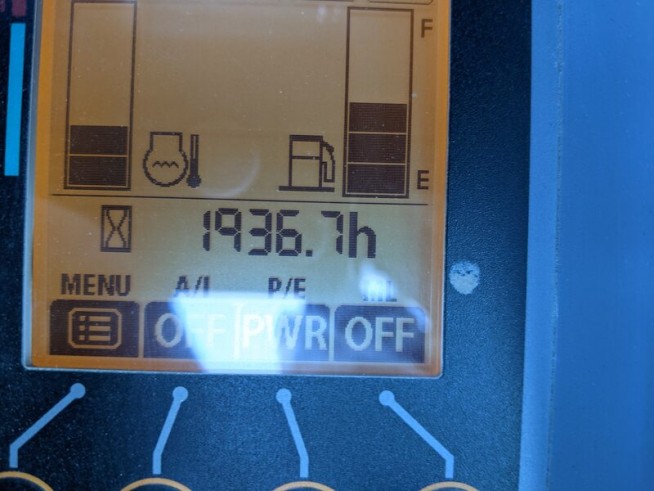 F
E
1936.7h
MENU A/I P/E
OFF PWR OFF